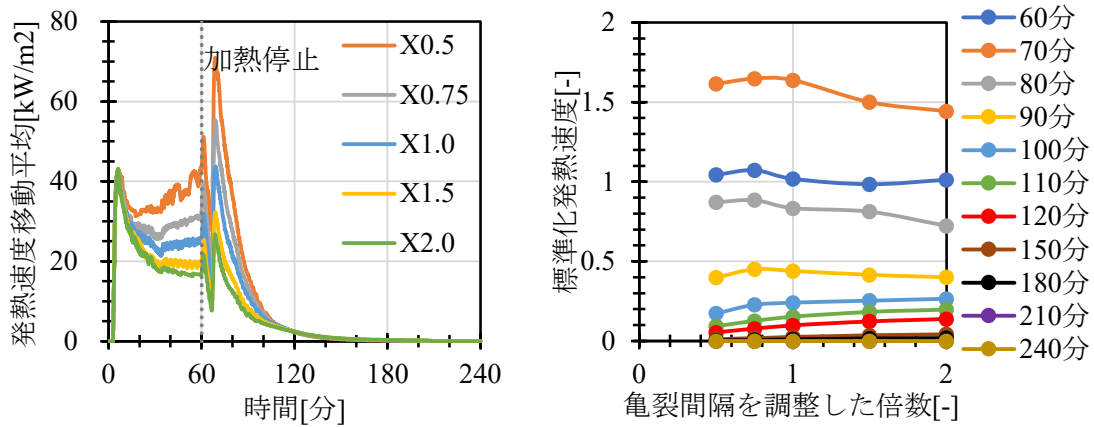 発熱速度移動平均[kW/m2]
80
60
40
20
0
0 60 120 180 240
時間[分]
加熱停止
X0.5
X0.75
X1.0
X1.5
X2.0
標準化発熱速度[-]
2
1.5
1
0.5
0
0 1 2
亀裂間隔を調整した倍数[-]
60分
70分
80分
90分
100分
110分
120分
150分
180分
210分
240分